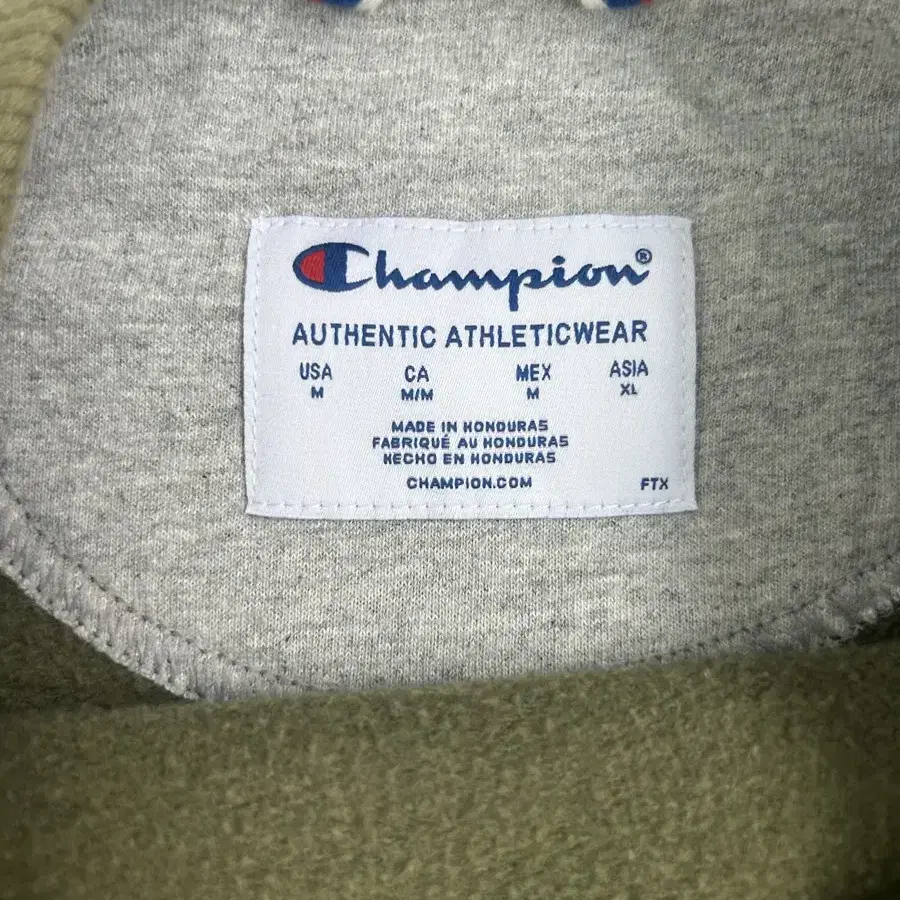 Champion®
AUTHENTIC ATHLETICWEAR
USA CA MEX ASIA
M M/M M XL
MADE IN HONDURAS
FABRIQUÉ AU HONDURAS
HECHO EN HONDURAS
CHAMPION.COM FTX